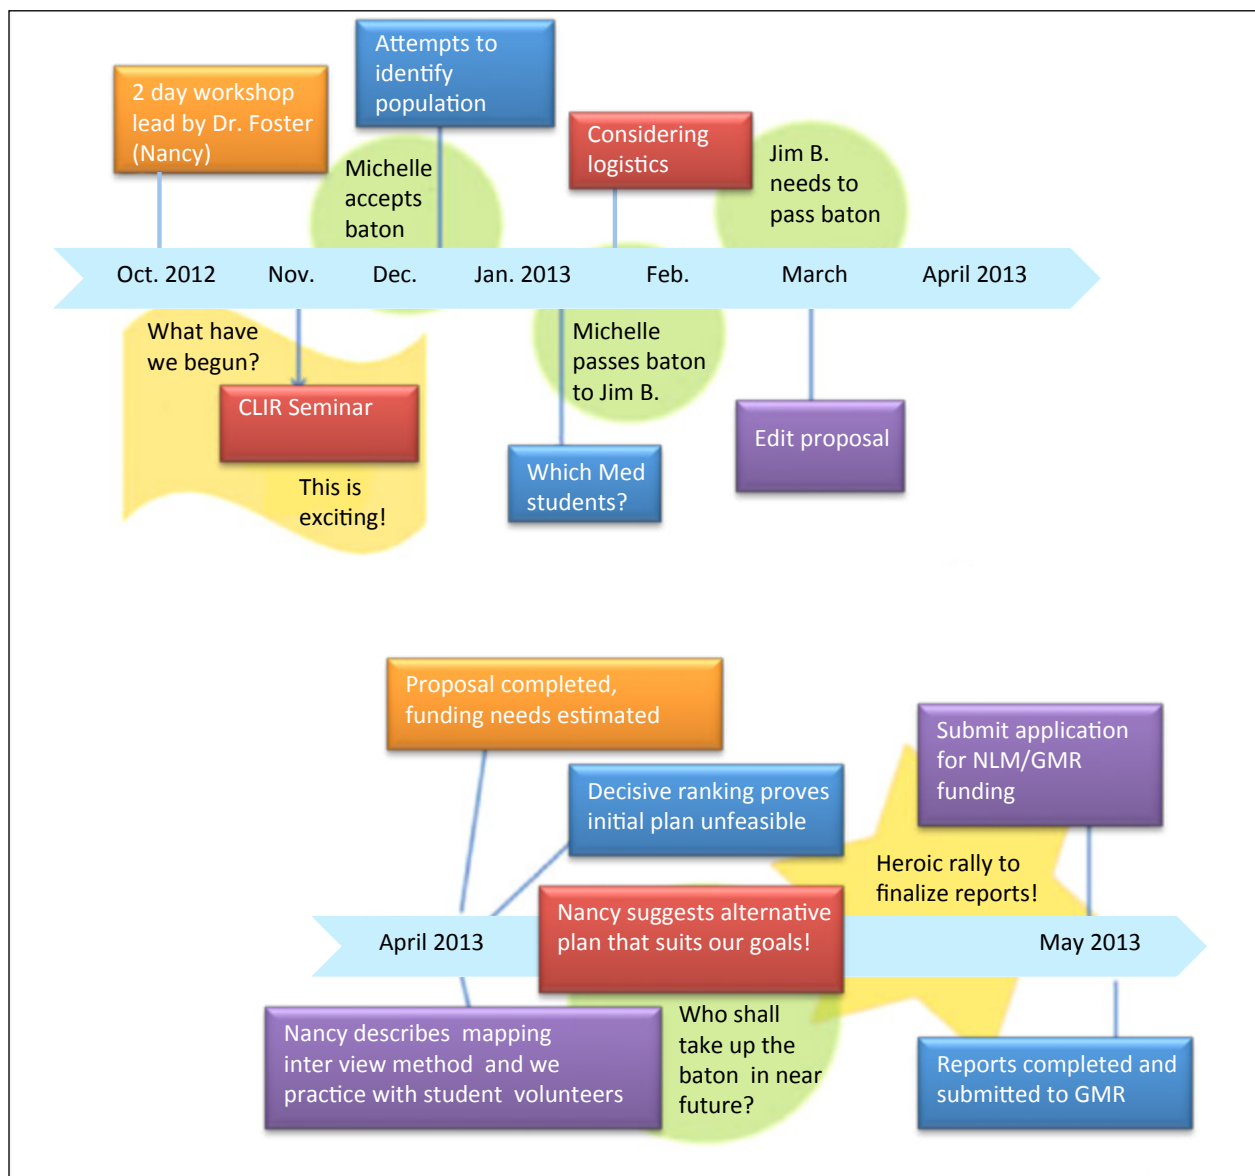 2 day workshop
lead by Dr. Foster
(Nancy)
Attempts to
identify
population
Michelle
accepts
baton
Considering
logistics
Jim B.
needs to
pass baton
Oct. 2012
Nov.
Dec.
Jan. 2013
Feb.
March
April 2013
What have
we begun?
CLIR Seminar
This is
exciting!
Michelle
passes baton
to Jim B.
Which Med
students?
Edit proposal
Proposal completed,
funding needs estimated
Decisive ranking proves
initial plan unfeasible
Submit application
for NLM/GMR
funding
Heroic rally to
finalize reports!
April 2013
Nancy suggests alternative
plan that suits our goals!
May 2013
Nancy describes mapping
inter view method and we
practice with student volunteers
Who shall
take up the
baton in near
future?
Reports completed and
submitted to GMR